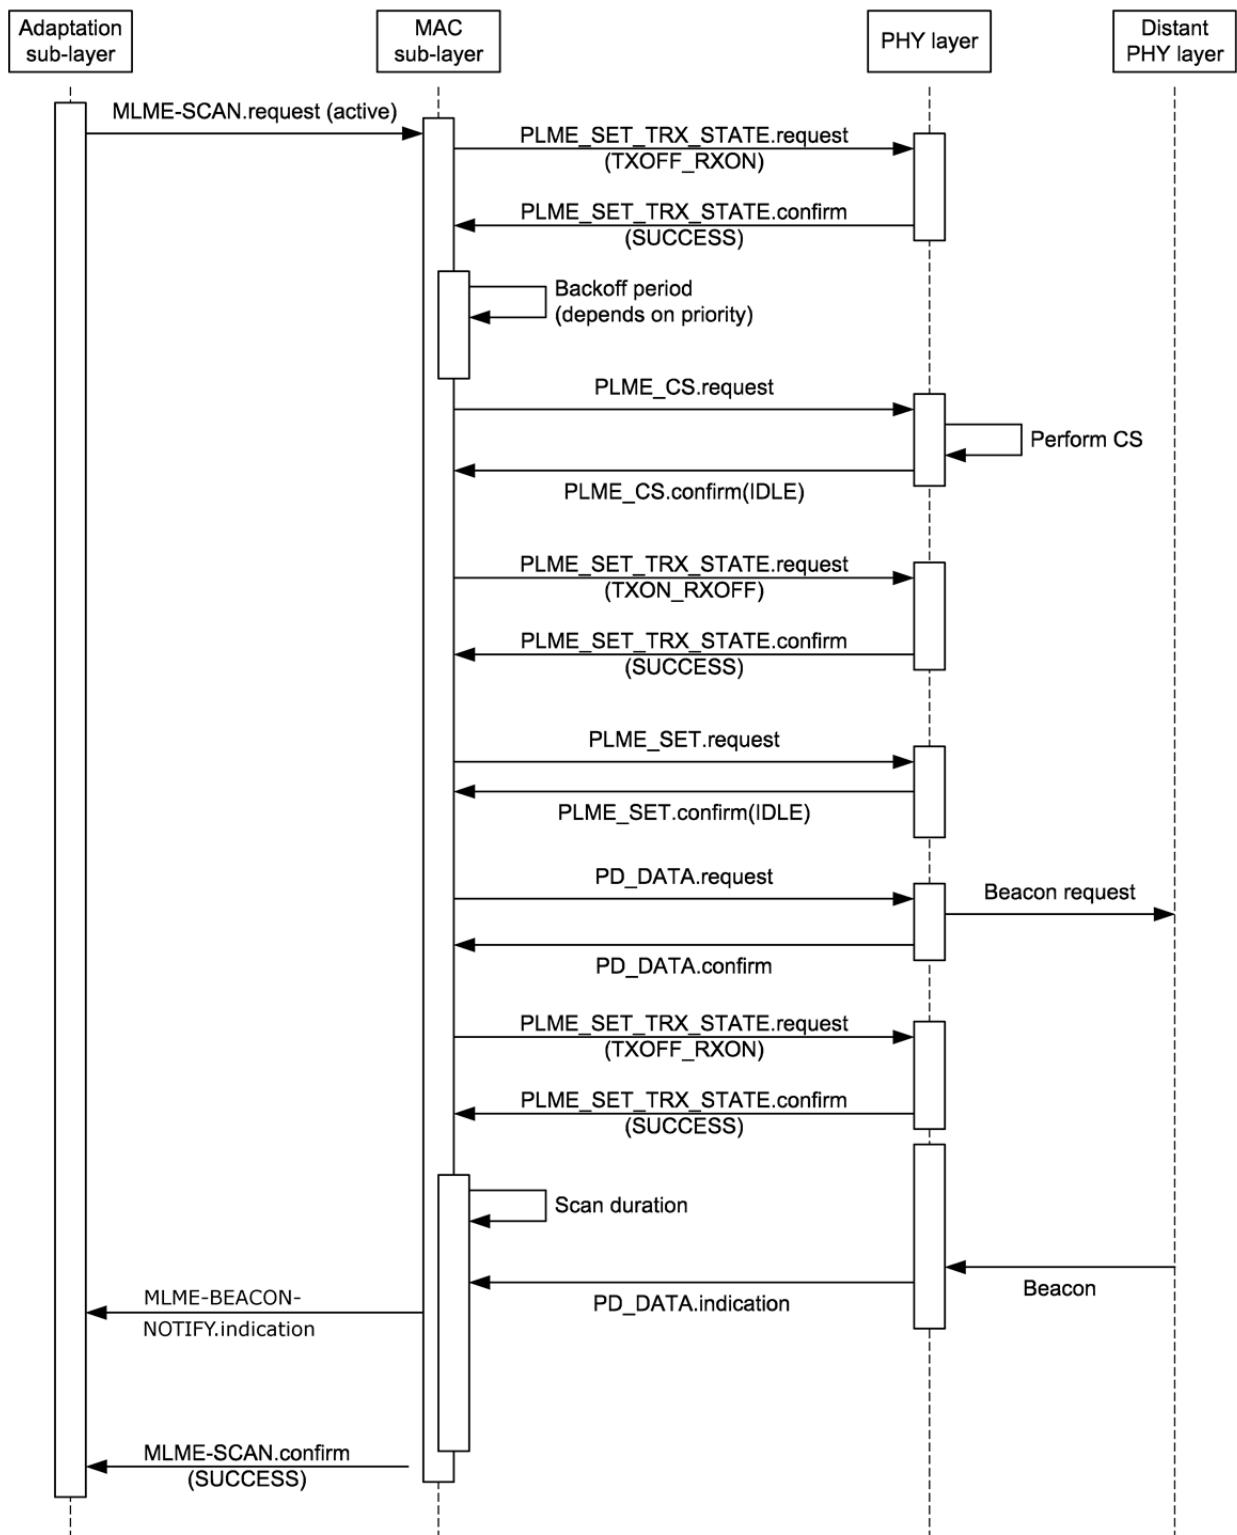 Adaptation
sub-layer
MAC
sub-layer
PHY layer
Distant
PHY layer
MLME-SCAN.request (active)
PLME_SET_TRX_STATE.request
(TXOFF_RXON)
PLME_SET_TRX_STATE.confirm
(SUCCESS)
Backoff period
(depends on priority)
PLME_CS.request
Perform CS
PLME_CS.confirm(IDLE)
PLME_SET_TRX_STATE.request
(TXON_RXOFF)
PLME_SET_TRX_STATE.confirm
(SUCCESS)
PLME_SET.request
PLME_SET.confirm(IDLE)
PD_DATA.request
Beacon request
PD_DATA.confirm
PLME_SET_TRX_STATE.request
(TXOFF_RXON)
PLME_SET_TRX_STATE.confirm
(SUCCESS)
Scan duration
Beacon
PD_DATA.indication
MLME-BEACON-
NOTIFY.indication
MLME-SCAN.confirm
(SUCCESS)